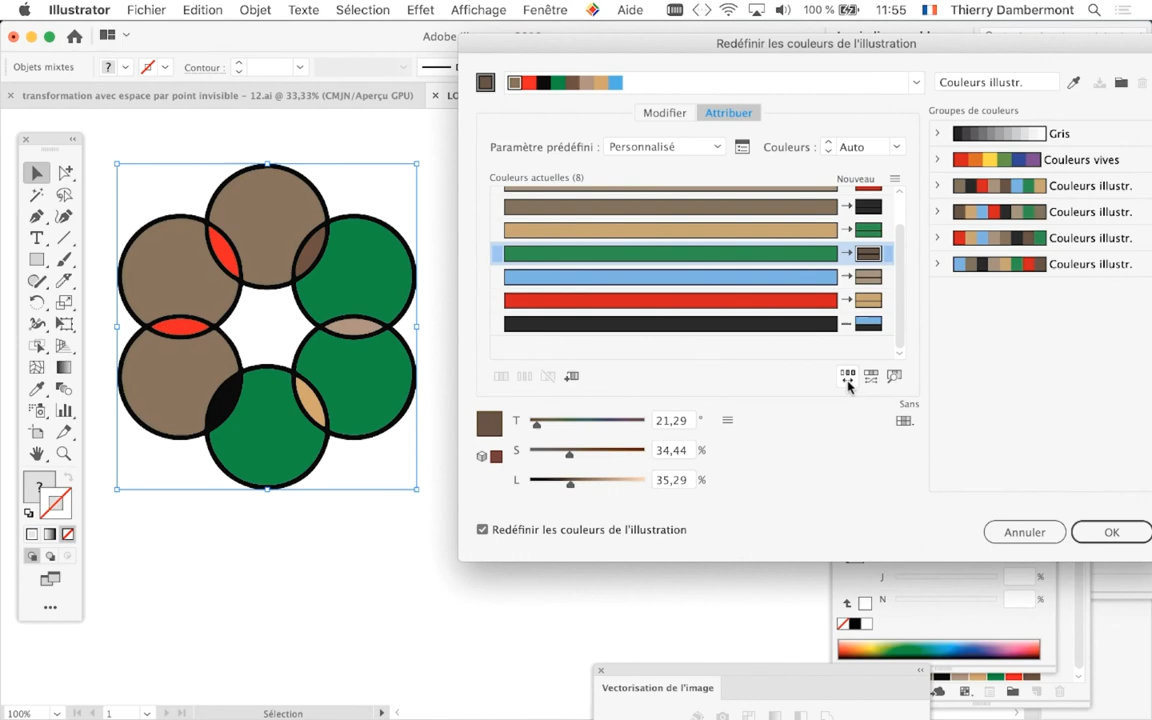 Illustrator Fichier Edition Objet Texte Sélection Effet Affichage Fenêtre Aide 100 % 11:55 Thierry Dambermont
Redéfinir les couleurs de l'illustration
Objets mixtes ? Contour :
transformation avec espace par point invisible – 12.ai @ 33,33% (CMJN/Aperçu GPU)
Couleurs illustr.
Modifier Attribuer
Groupes de couleurs
Paramètre prédéfini : Personnalisé Couleurs : Auto
Gris
Couleurs vives
Couleurs actuelles (8) Nouveau
Couleurs illustr.
Couleurs illustr.
Couleurs illustr.
Couleurs illustr.
Sans
T 21,29 °
S 34,44 %
L 35,29 %
?
Redéfinir les couleurs de l'illustration
Annuler OK
J %
N %
Vectorisation de l'image
100% 1 Sélection